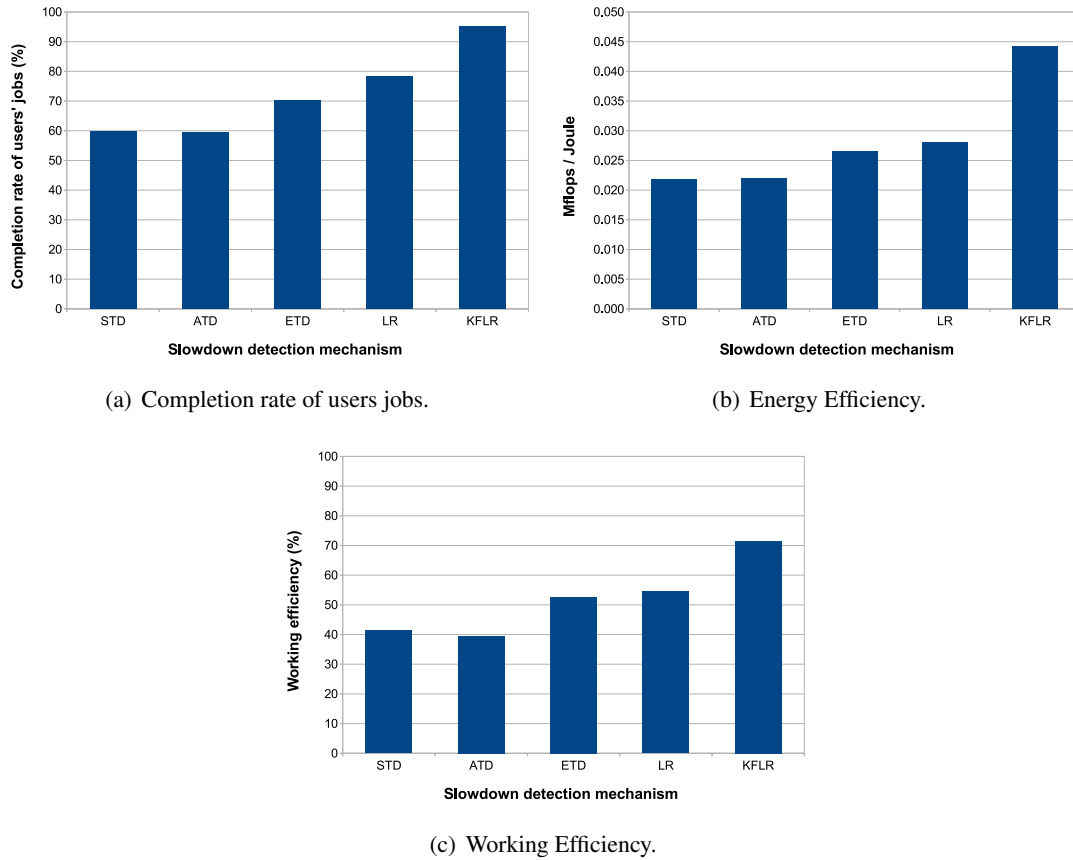 Completion rate of users' jobs (%)
100
90
80
70
60
50
40
30
20
10
0
STD ATD ETD LR KFLR
Slowdown detection mechanism
(a) Completion rate of users jobs.
Mflops / Joule
0.050
0.045
0.040
0.035
0.030
0.025
0.020
0.015
0.010
0.005
0.000
STD ATD ETD LR KFLR
Slowdown detection mechanism
(b) Energy Efficiency.
Working efficiency (%)
100
90
80
70
60
50
40
30
20
10
0
STD ATD ETD LR KFLR
Slowdown detection mechanism
(c) Working Efficiency.